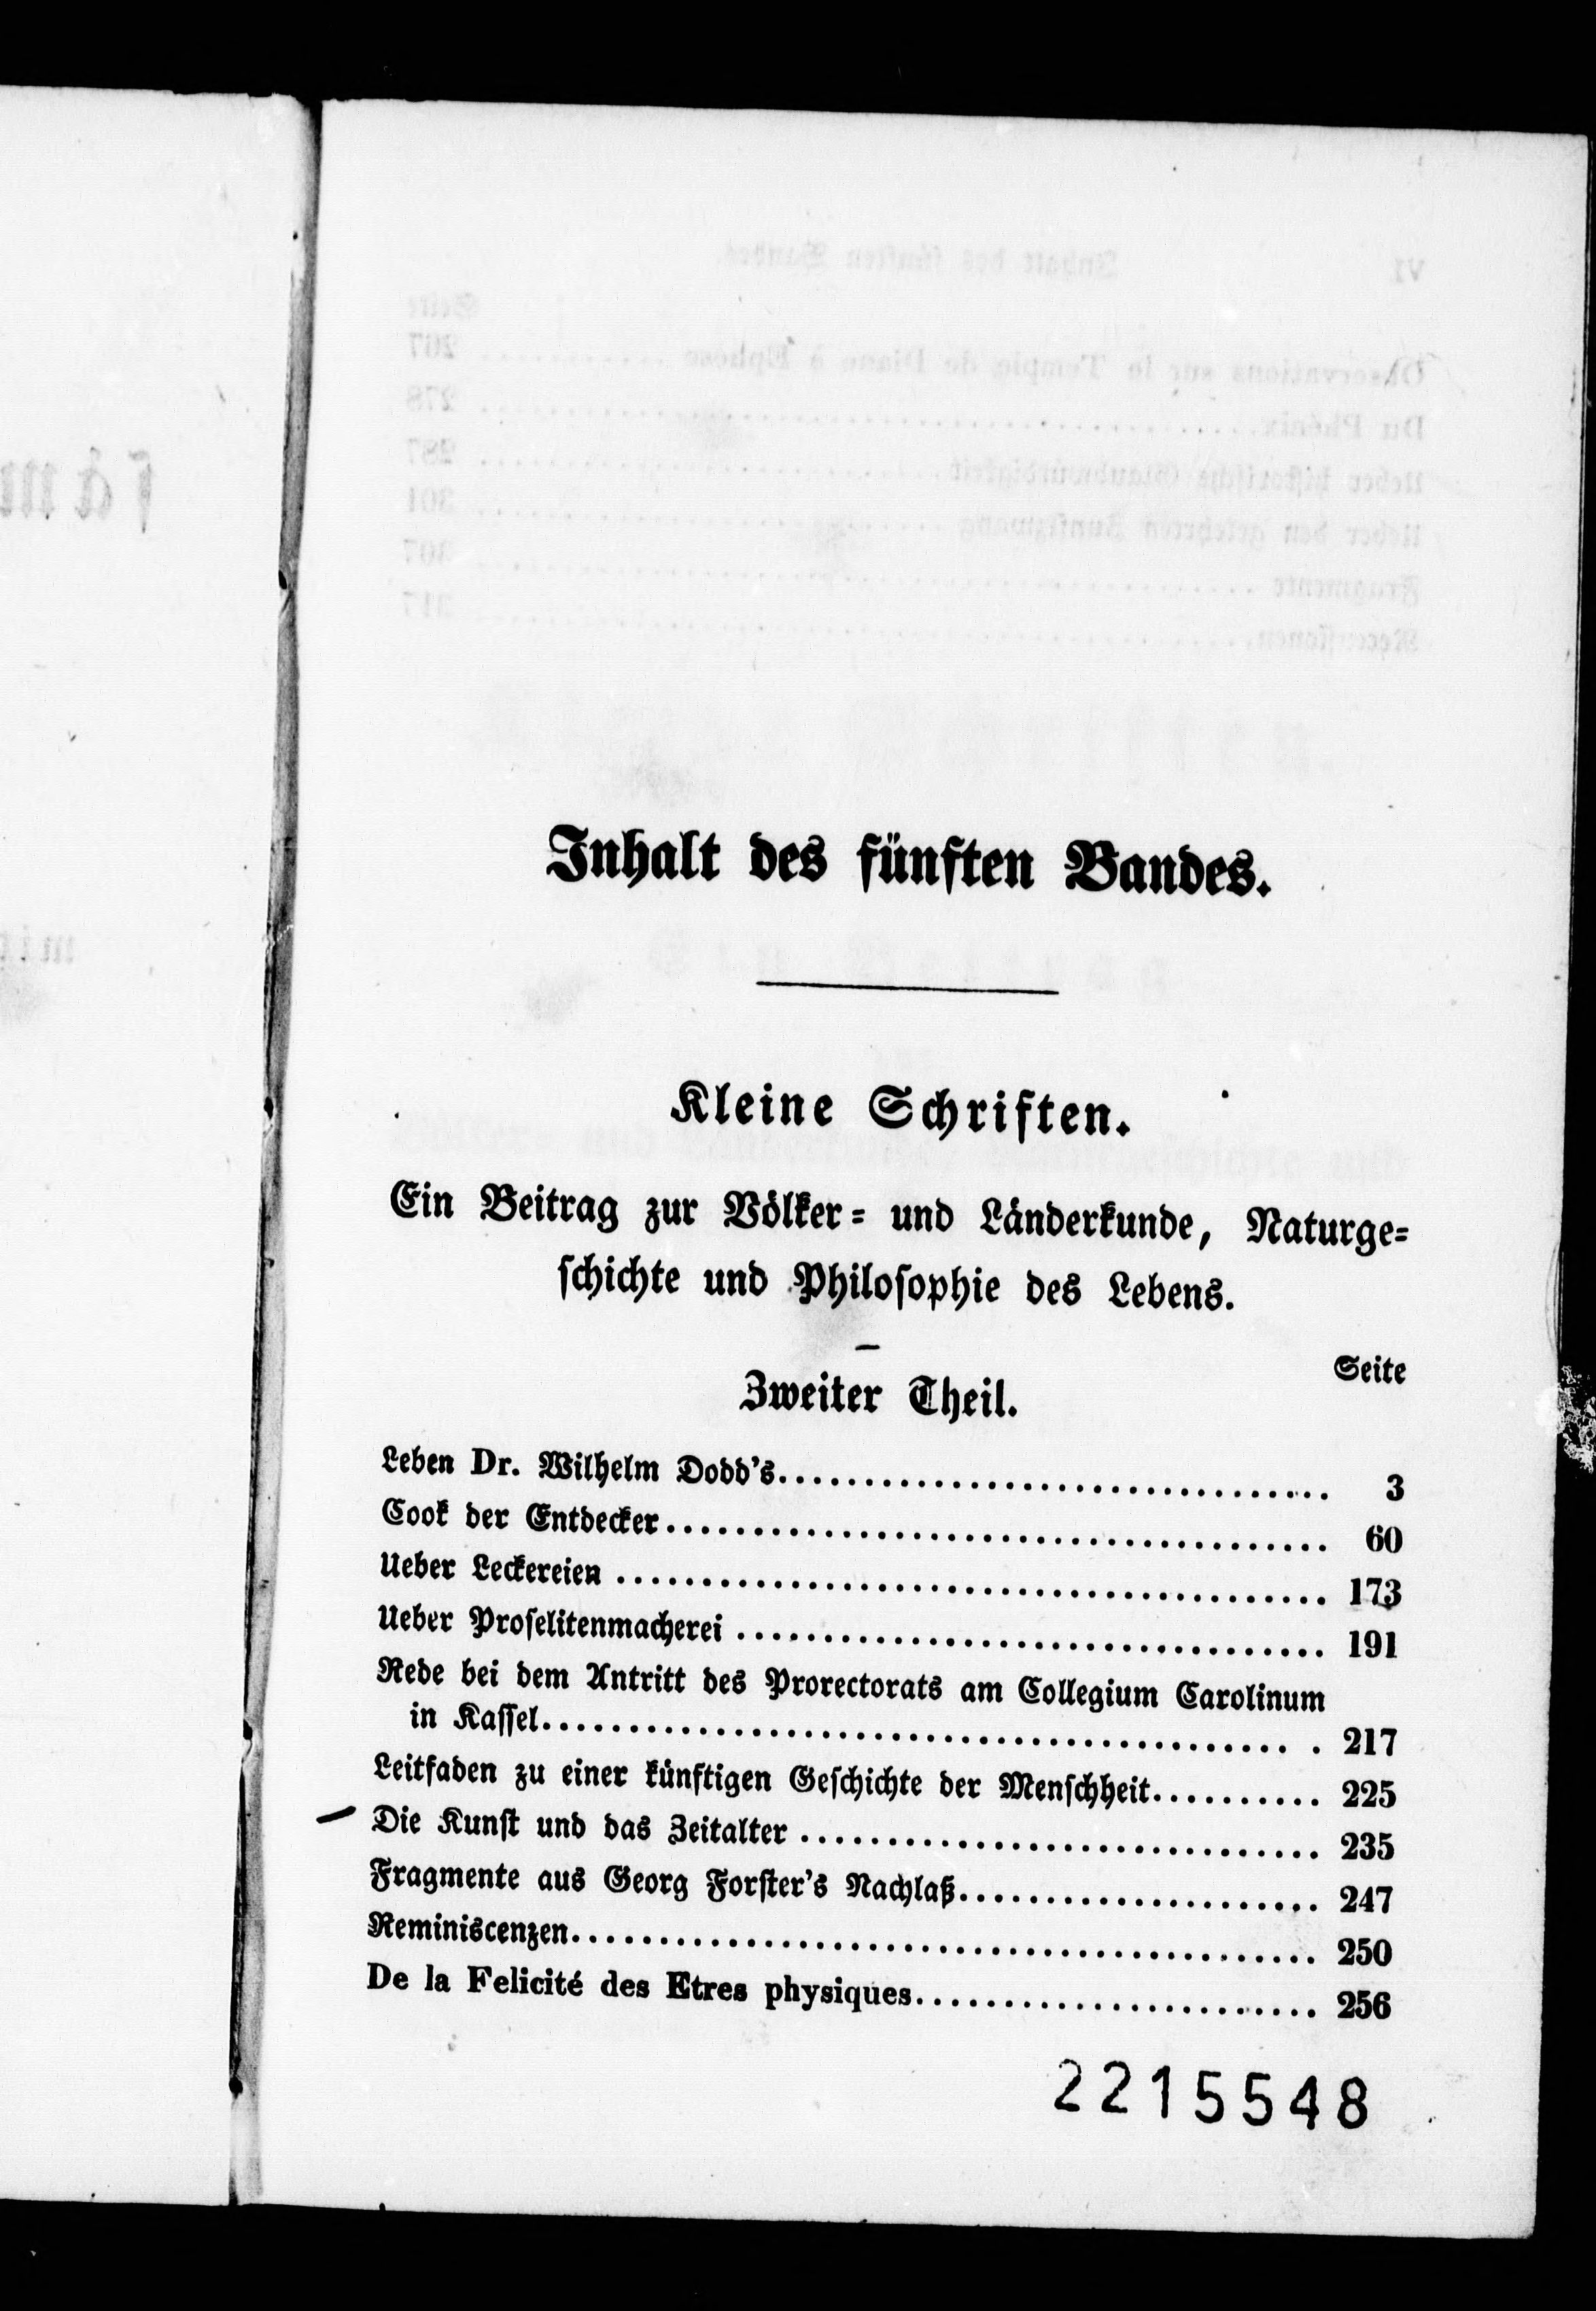 Inhalt des fünften Bandes.
Kleine Schriften.
Ein Beitrag zur Völker- und Länderkunde, Naturge-
schichte und Philosophie des Lebens.
Seite
Zweiter Theil.
Leben Dr. Wilhelm Dodd's.................................. 3
Cook der Entdecker........................................ 60
Ueber Leckereien .......................................... 173
Ueber Proselitenmacherei ................................... 191
Rede bei dem Antritt des Prorectorats am Collegium Carolinum
in Kassel............................................. . 217
Leitfaden zu einer künftigen Geschichte der Menschheit.......... 225
Die Kunst und das Zeitalter ............................... 235
Fragmente aus Georg Forster's Nachlaß..................... 247
Reminiscenzen............................................. 250
De la Felicité des Etres physiques........................ 256
2215548